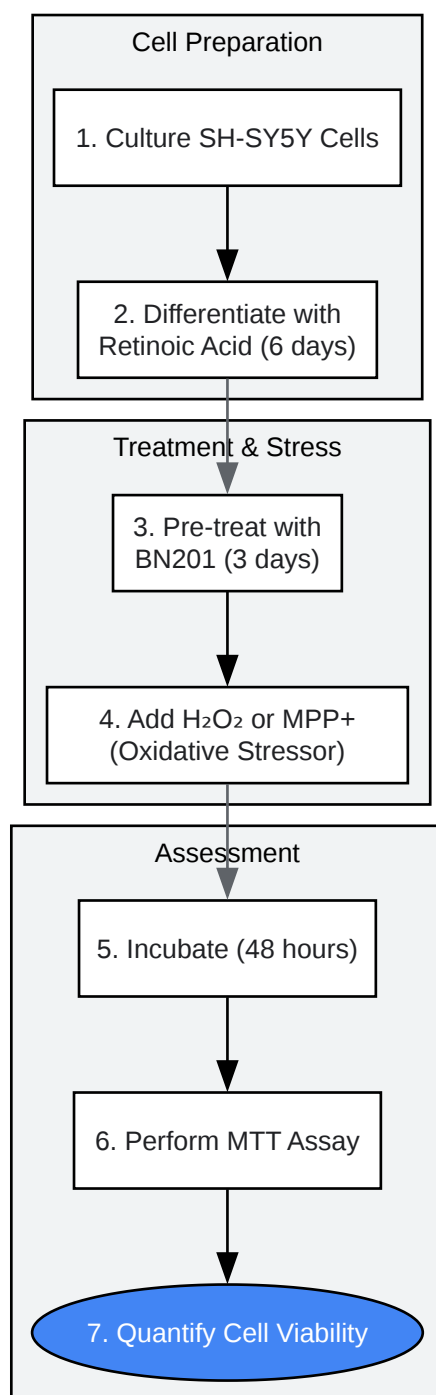 Cell Preparation
1. Culture SH-SY5Y Cells
2. Differentiate with
Retinoic Acid (6 days)
Treatment & Stress
3. Pre-treat with
BN201 (3 days)
4. Add H₂O₂ or MPP+
(Oxidative Stressor)
Assessment
5. Incubate (48 hours)
6. Perform MTT Assay
7. Quantify Cell Viability